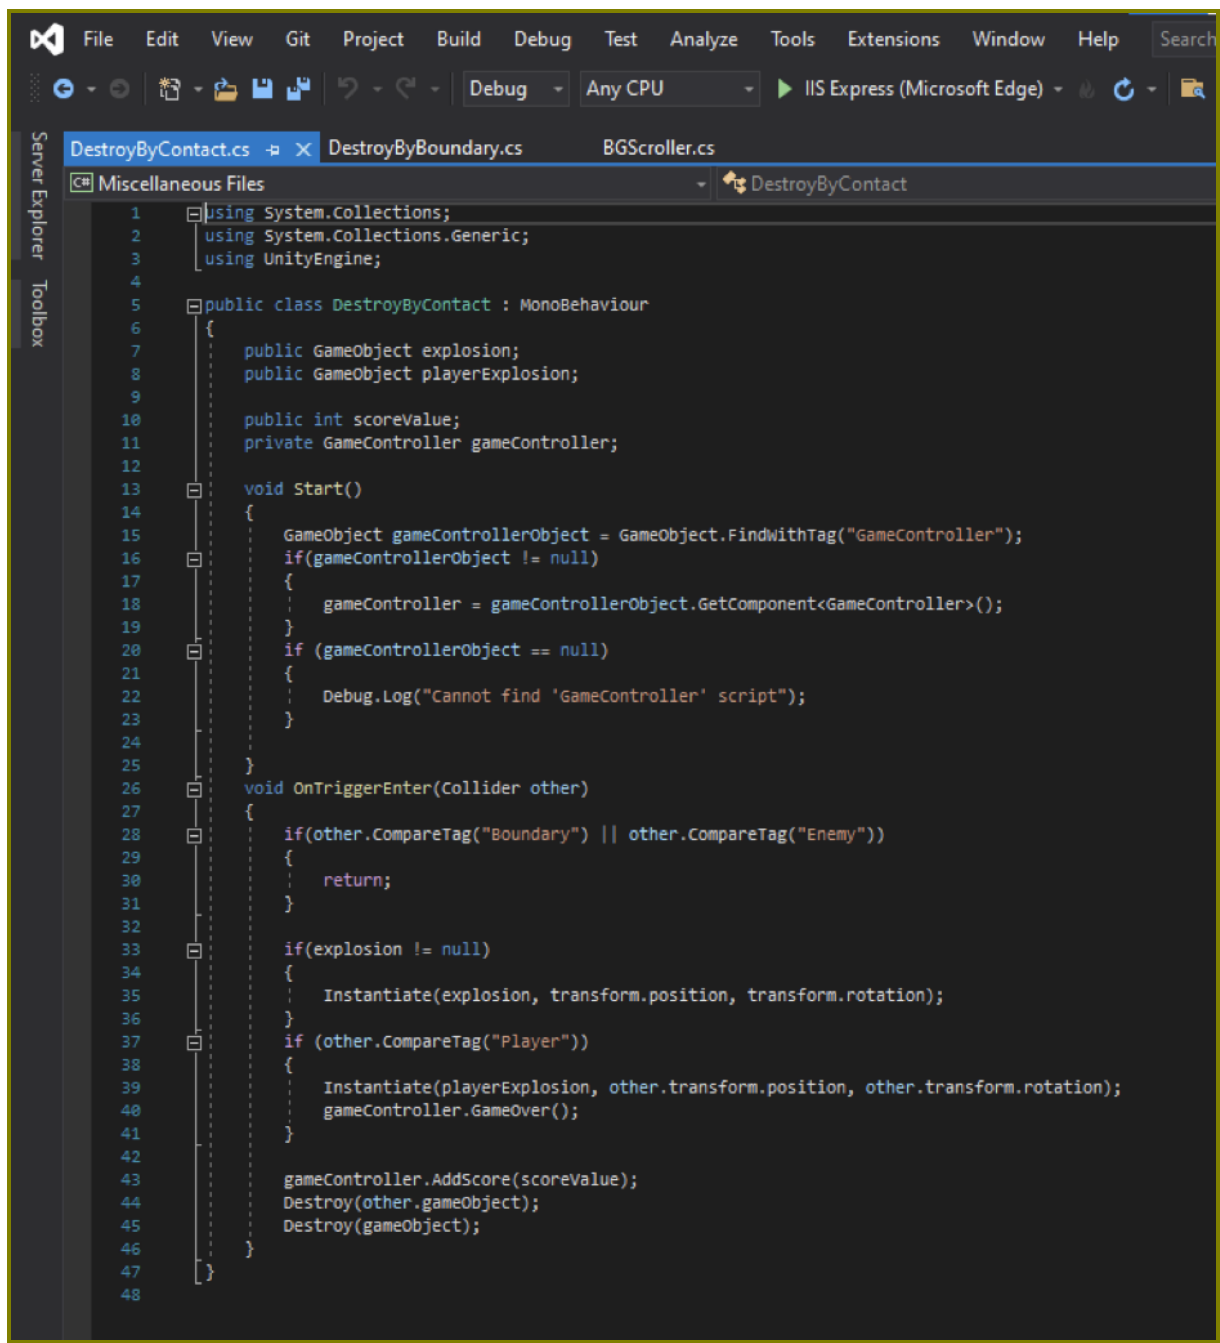 File Edit View Git Project Build Debug Test Analyze Tools Extensions Window Help Search
Debug Any CPU IIS Express (Microsoft Edge)
Server Explorer
Toolbox
DestroyByContact.cs DestroyByBoundary.cs BGScroller.cs
C# Miscellaneous Files DestroyByContact
1 using System.Collections;
2 using System.Collections.Generic;
3 using UnityEngine;
4
5 public class DestroyByContact : MonoBehaviour
6 {
7 public GameObject explosion;
8 public GameObject playerExplosion;
9
10 public int scoreValue;
11 private GameController gameController;
12
13 void Start()
14 {
15 GameObject gameControllerObject = GameObject.FindWithTag("GameController");
16 if(gameControllerObject != null)
17 {
18 gameController = gameControllerObject.GetComponent<GameController>();
19 }
20 if (gameControllerObject == null)
21 {
22 Debug.Log("Cannot find 'GameController' script");
23 }
24
25 }
26 void OnTriggerEnter(Collider other)
27 {
28 if(other.CompareTag("Boundary") || other.CompareTag("Enemy"))
29 {
30 return;
31 }
32
33 if(explosion != null)
34 {
35 Instantiate(explosion, transform.position, transform.rotation);
36 }
37 if (other.CompareTag("Player"))
38 {
39 Instantiate(playerExplosion, other.transform.position, other.transform.rotation);
40 gameController.GameOver();
41 }
42
43 gameController.AddScore(scoreValue);
44 Destroy(other.gameObject);
45 Destroy(gameObject);
46 }
47 }
48